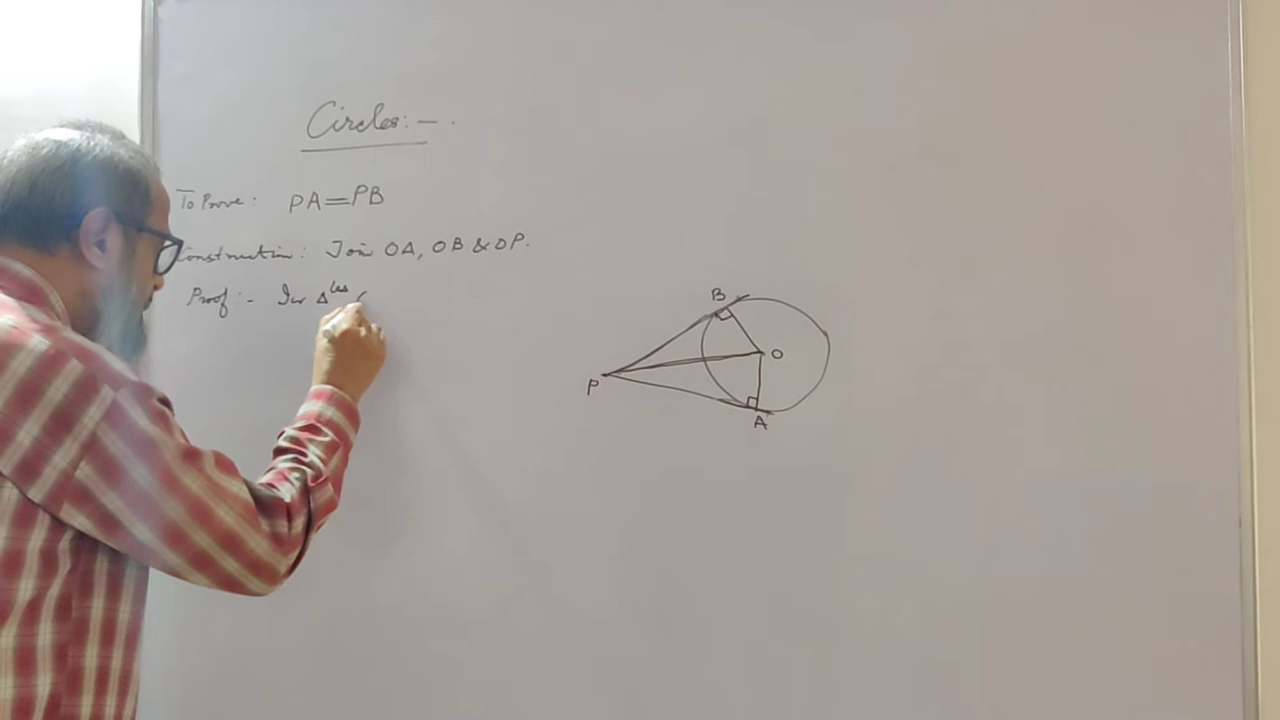 Circles:-.
To Prove: PA=PB
Construction: Join OA, OB & OP.
Proof:- In Δles
B
O
P
A